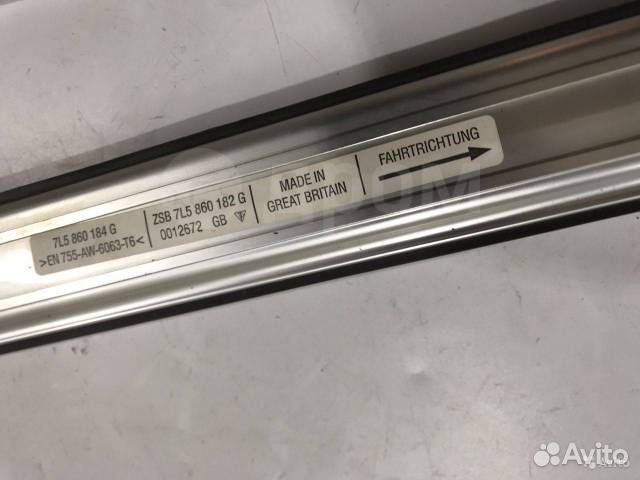 7L5 860 184 G
>EN 755-AW-6063-T6<
ZSB 7L5 860 182 G
0012672 GB
MADE IN
GREAT BRITAIN
FAHRTRICHTUNG
Avito